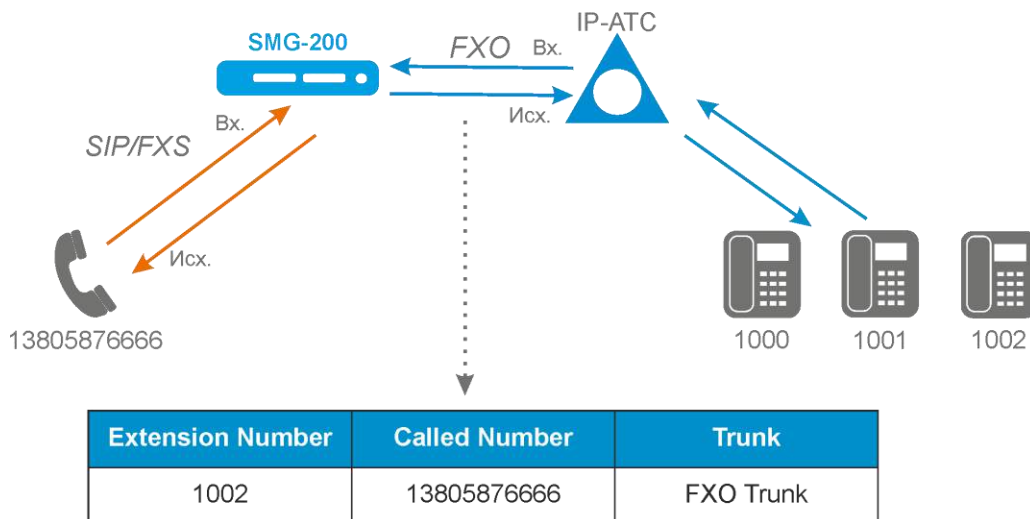 IP-АТС
SMG-200
FXO
Вх.
Исх.
Вх.
SIP/FXS
Исх.
13805876666
1000
1001
1002
Extension Number Called Number Trunk
1002 13805876666 FXO Trunk